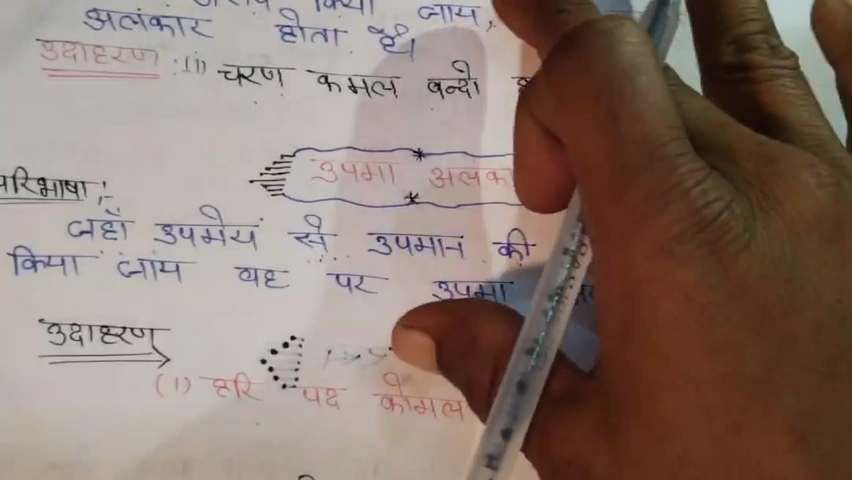 किया जाय,
अलंकार होता है।
उदाहरण :(1) चरण कमल बन्दो
उपमा अलंका
परिभाषा:-
जहाँ उपमेय से उपमान की
किया जाय वह पर उपमा
उदाहरण
(1) हरि पद कोमल